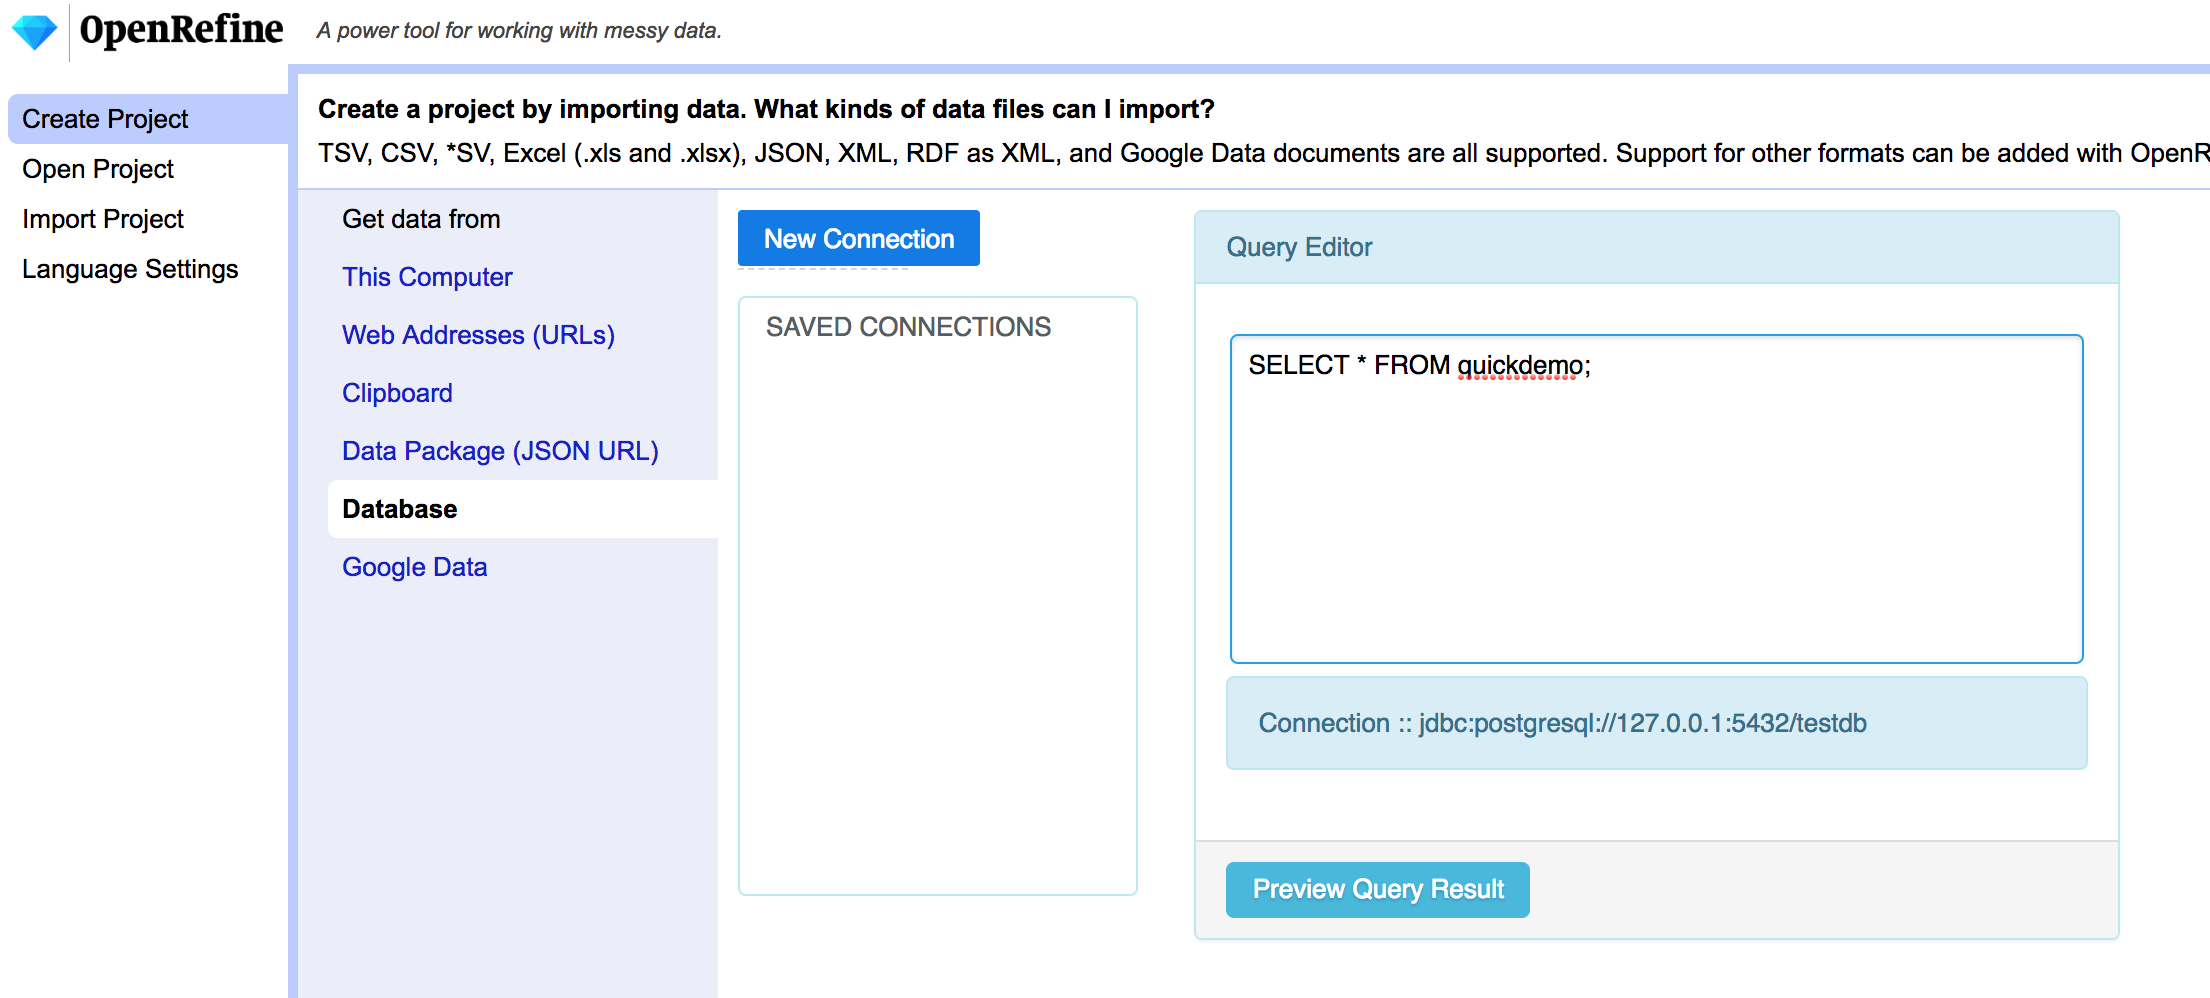 OpenRefine
A power tool for working with messy data.
Create Project
Open Project
Import Project
Language Settings
Create a project by importing data. What kinds of data files can I import?
TSV, CSV, *SV, Excel (.xls and .xlsx), JSON, XML, RDF as XML, and Google Data documents are all supported. Support for other formats can be added with OpenR
Get data from
This Computer
Web Addresses (URLs)
Clipboard
Data Package (JSON URL)
Database
Google Data
New Connection
SAVED CONNECTIONS
Query Editor
SELECT * FROM quickdemo;
Connection :: jdbc:postgresql://127.0.0.1:5432/testdb
Preview Query Result